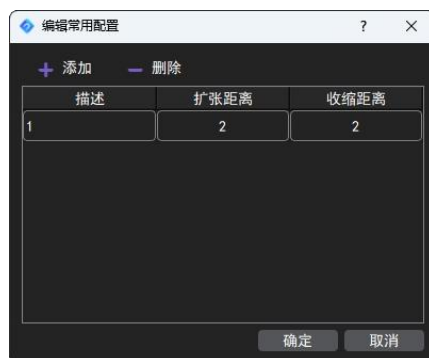 编辑常用配置 ? ×
+ 添加 − 删除
描述 扩张距离 收缩距离
1 2 2
确定 取消